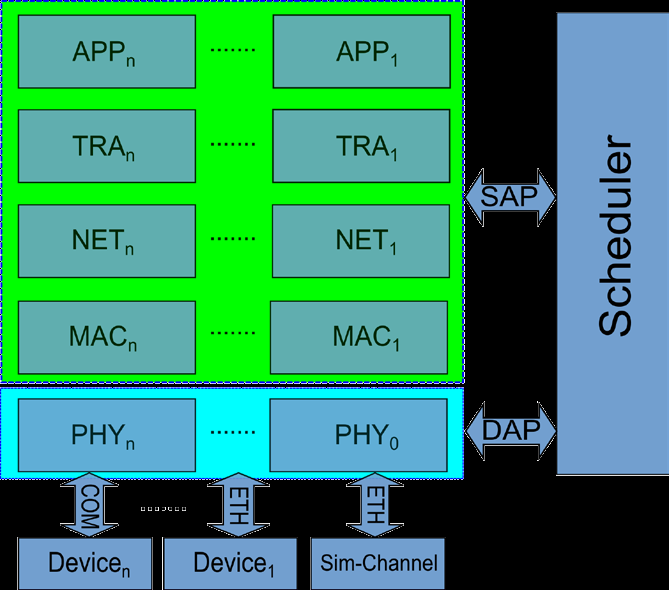 APPn ....... APP1
TRAn ....... TRA1
NETn ....... NET1
MACn ....... MAC1
PHYn ....... PHY0
SAP
DAP
Scheduler
COM ....... ETH ETH
Devicen Device1 Sim-Channel